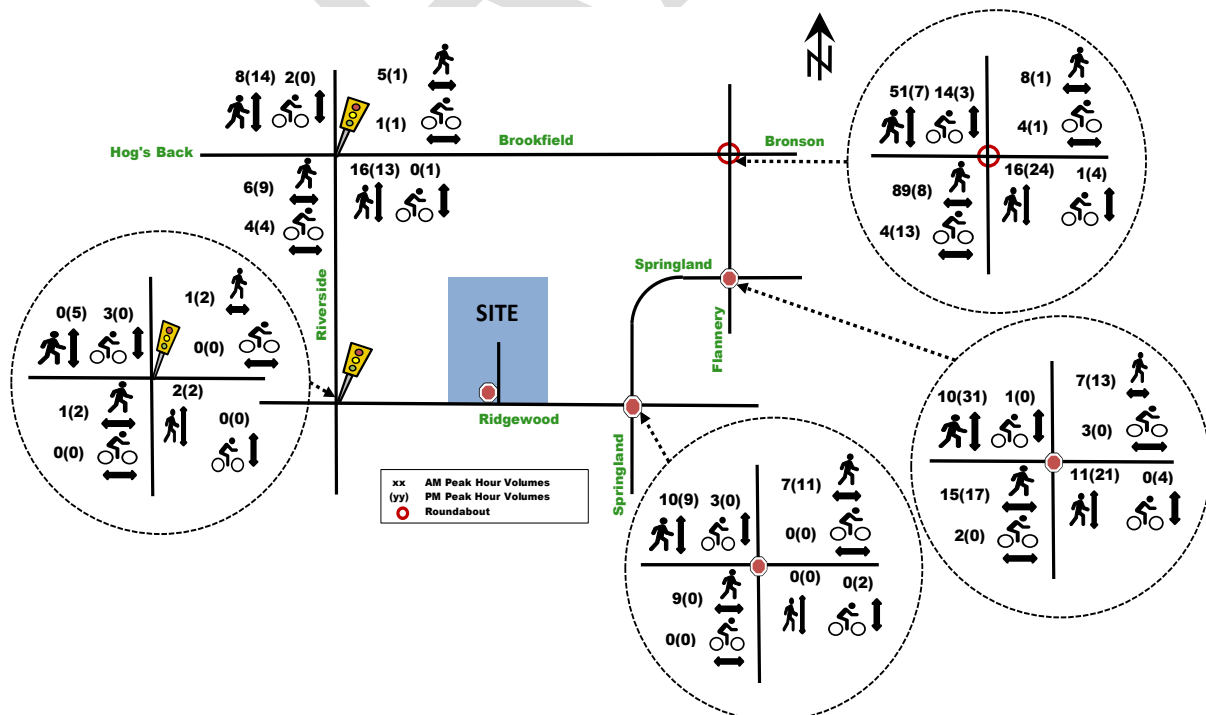 8(14) 2(0)
5(1)
1(1)
Hog's Back
Brookfield
Bronson
6(9)
16(13) 0(1)
4(4)
51(7) 14(3)
8(1)
4(1)
89(8)
16(24)
1(4)
4(13)
Riverside
Springland
Flannery
SITE
Ridgewood
Springland
0(5) 3(0)
1(2)
0(0)
1(2)
2(2)
0(0)
0(0)
xx AM Peak Hour Volumes
(yy) PM Peak Hour Volumes
Roundabout
10(9) 3(0)
7(11)
0(0)
9(0)
0(0)
0(2)
0(0)
10(31) 1(0)
7(13)
3(0)
15(17)
11(21)
0(4)
2(0)
N